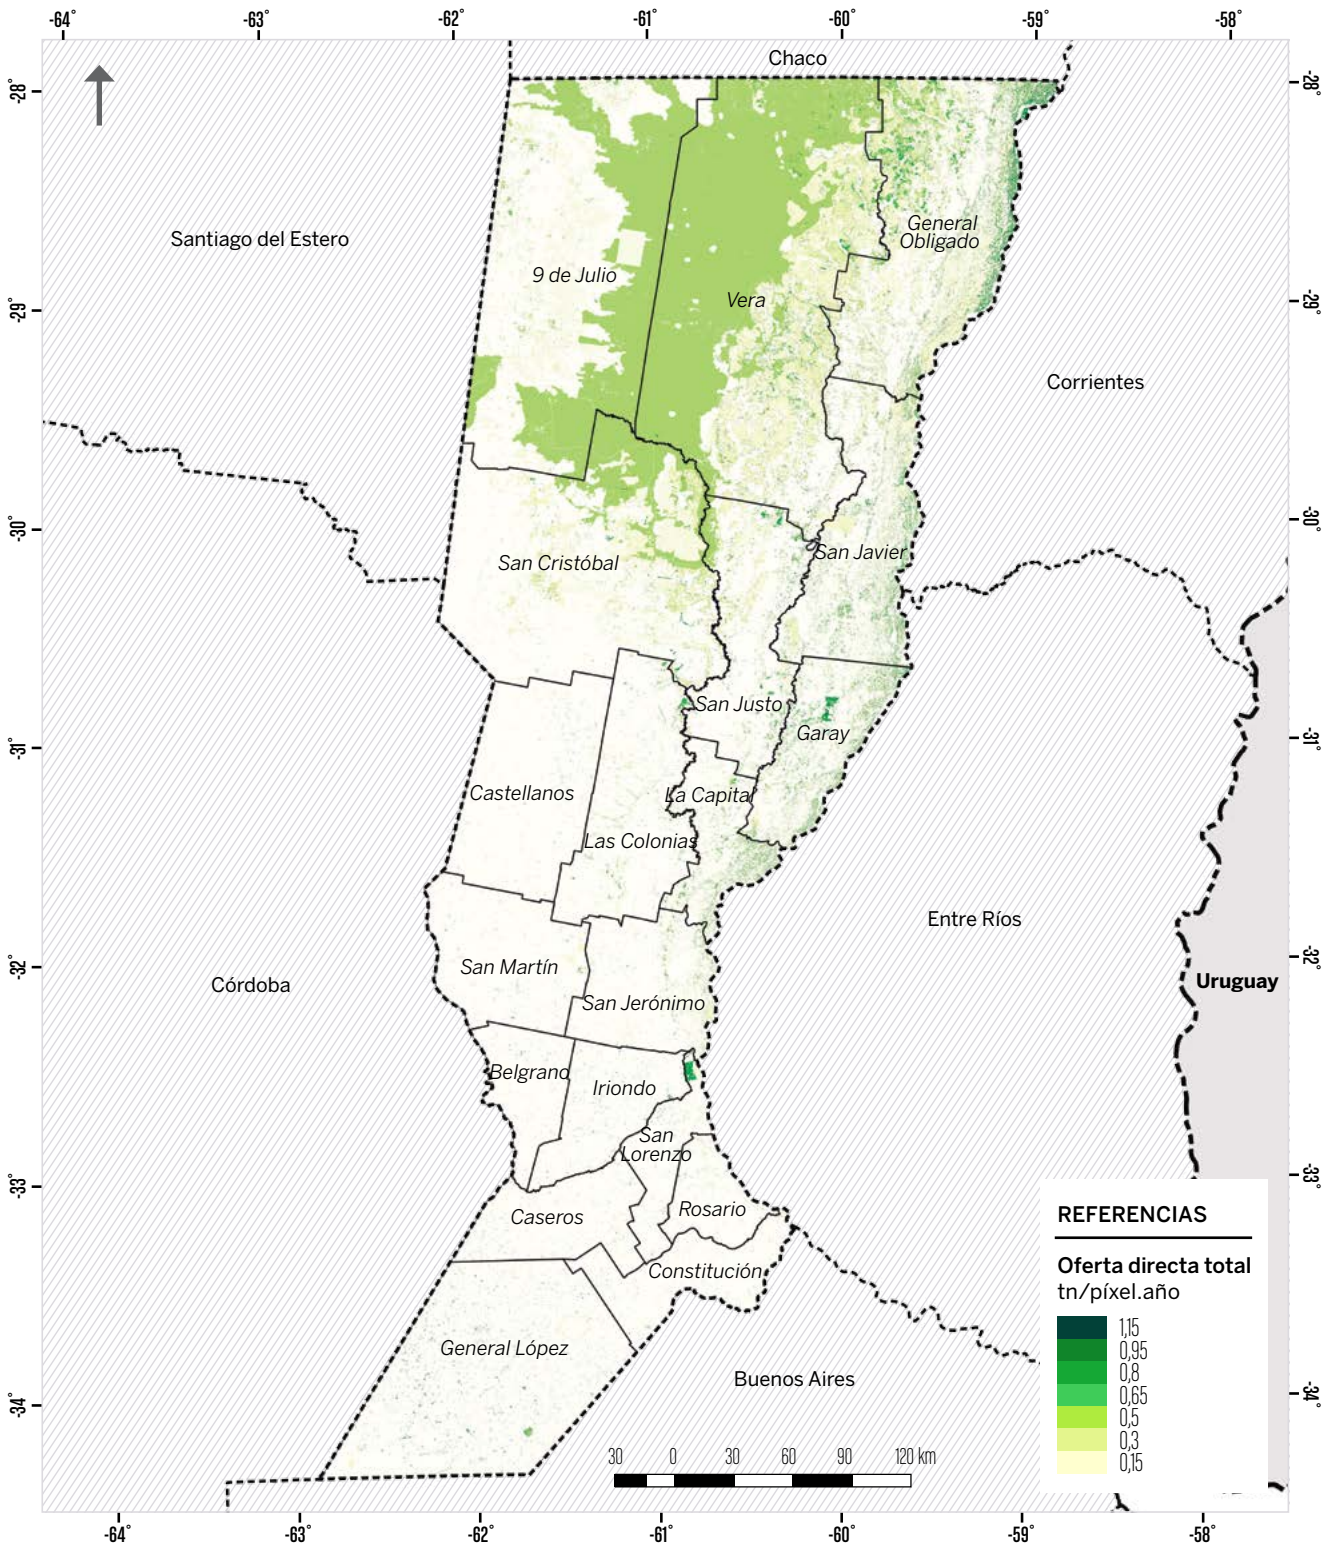 -64° -63° -62° -61° -60° -59° -58°
Chaco
-28° -28°
General
Obligado
Santiago del Estero
9 de Julio
Vera
-29° -29°
Corrientes
-30° -30°
San Javier
San Cristóbal
San Justo
Garay
-31° -31°
Castellanos
La Capital
Las Colonias
Entre Ríos
San Martín
-32° -32°
Córdoba
Uruguay
San Jerónimo
Belgrano
Iriondo
San
Lorenzo
-33° -33°
Caseros
Rosario
Constitución
General López
Buenos Aires
-34° -34°
REFERENCIAS
Oferta directa total
tn/píxel.año
1,15
0,95
0,8
0,65
0,5
0,3
0,15
30 0 30 60 90 120 km
-64° -63° -62° -61° -60° -59° -58°